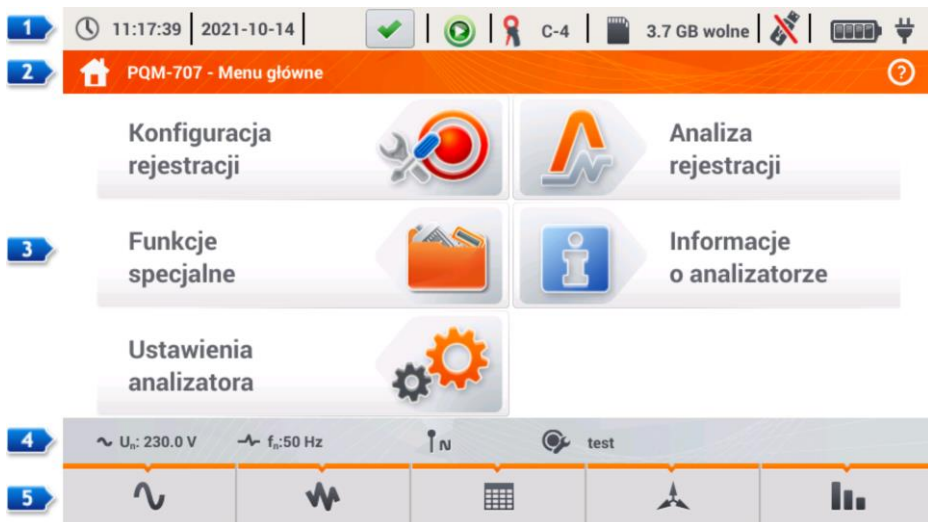 1
11:17:39 2021-10-14 C-4 3.7 GB wolne
2
PQM-707 - Menu główne ?
Konfiguracja
rejestracji
Analiza
rejestracji
3
Funkcje
specjalne
Informacje
o analizatorze
Ustawienia
analizatora
4
Un: 230.0 V fn:50 Hz N test
5